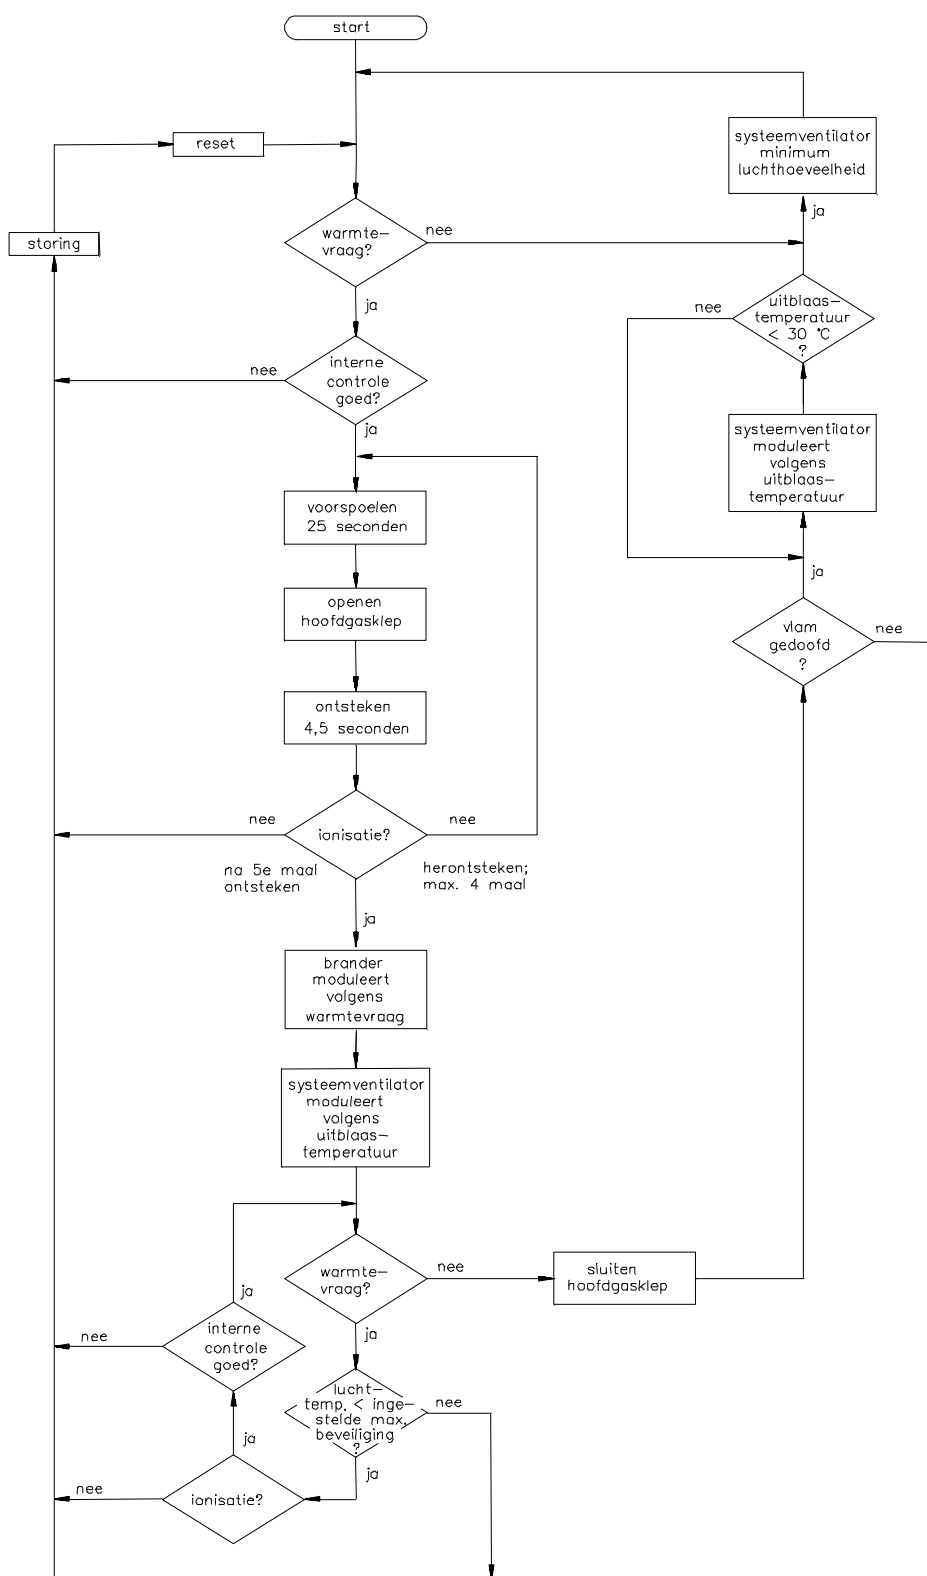 start
reset
systeemventilator
minimum
luchthoeveelheid
ja
storing
warmte-
vraag?
nee
ja
nee
uitblaas-
temperatuur
< 30 °C
?
nee
interne
controle
goed?
ja
systeemventilator
moduleert
volgens
uitblaas-
temperatuur
voorspoelen
25 seconden
ja
openen
hoofdgasklep
vlam
gedoofd
?
nee
ontsteken
4,5 seconden
nee
ionisatie?
nee
na 5e maal
ontsteken
herontsteken;
max. 4 maal
ja
brander
moduleert
volgens
warmtevraag
systeemventilator
moduleert
volgens
uitblaas-
temperatuur
warmte-
vraag?
nee
sluiten
hoofdgasklep
ja
ja
nee
interne
controle
goed?
lucht-
temp. < inge-
stelde max.
beveiliging
?
nee
ja
ja
nee
ionisatie?